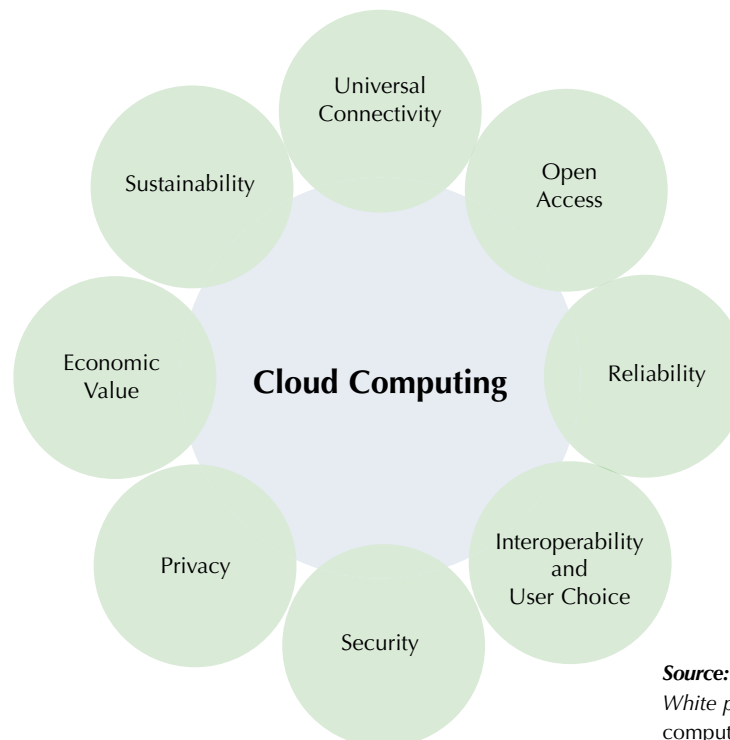 Universal
Connectivity
Open
Access
Sustainability
Economic
Value
Cloud Computing
Reliability
Interoperability
and
User Choice
Privacy
Security
Source:
White p
comput